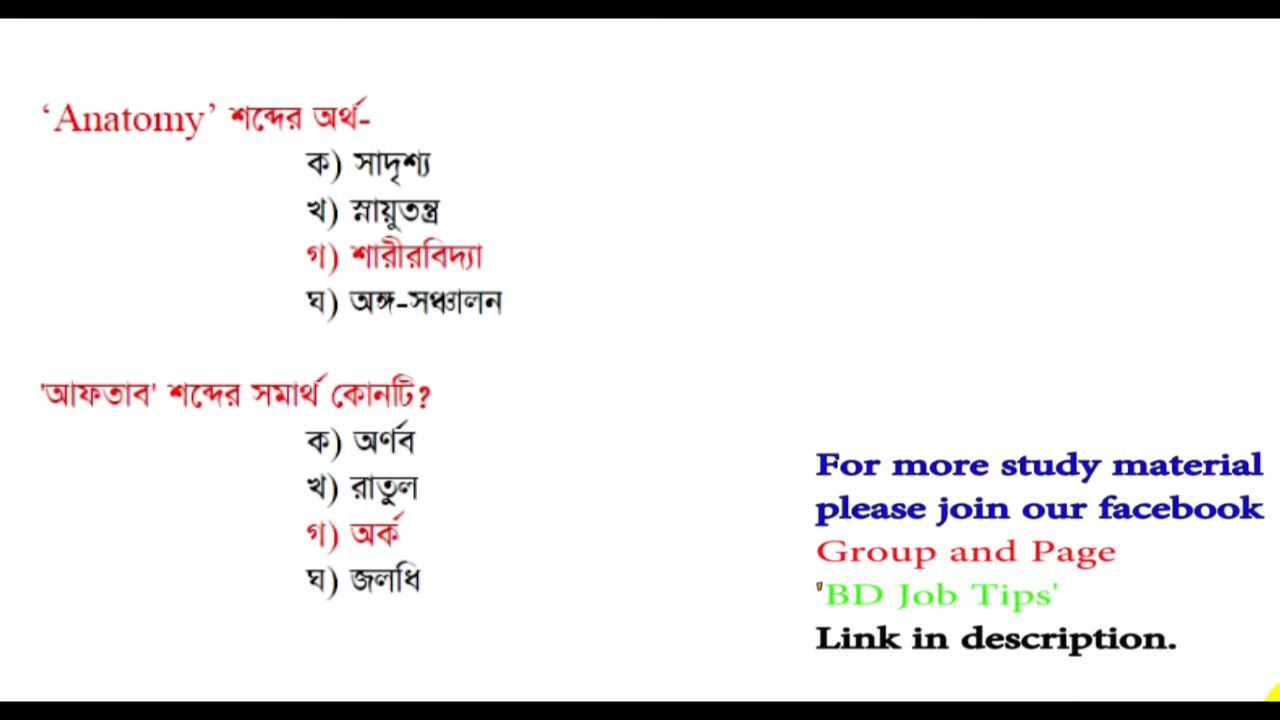 ‘Anatomy’ শব্দের অর্থ-
ক) সাদৃশ্য
খ) স্নায়ুতন্ত্র
গ) শারীরবিদ্যা
ঘ) অঙ্গ-সঞ্চালন
'আফতাব' শব্দের সমার্থ কোনটি?
ক) অর্ণব
খ) রাতুল
গ) অর্ক
ঘ) জলধি
For more study material
please join our facebook
Group and Page
'BD Job Tips'
Link in description.